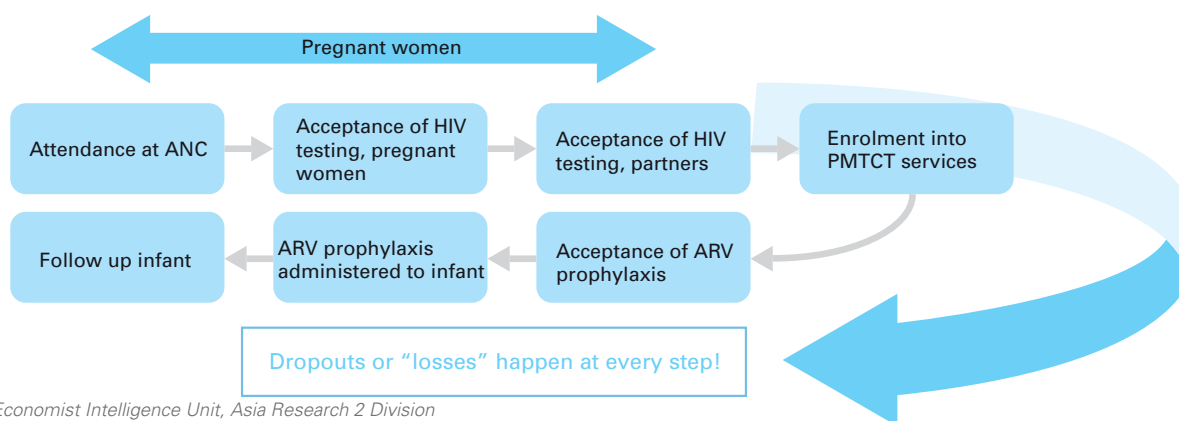 Pregnant women
Attendance at ANC
Acceptance of HIV
testing, pregnant
women
Acceptance of HIV
testing, partners
Enrolment into
PMTCT services
Follow up infant
ARV prophylaxis
administered to infant
Acceptance of ARV
prophylaxis
Dropouts or “losses” happen at every step!
Economist Intelligence Unit, Asia Research 2 Division